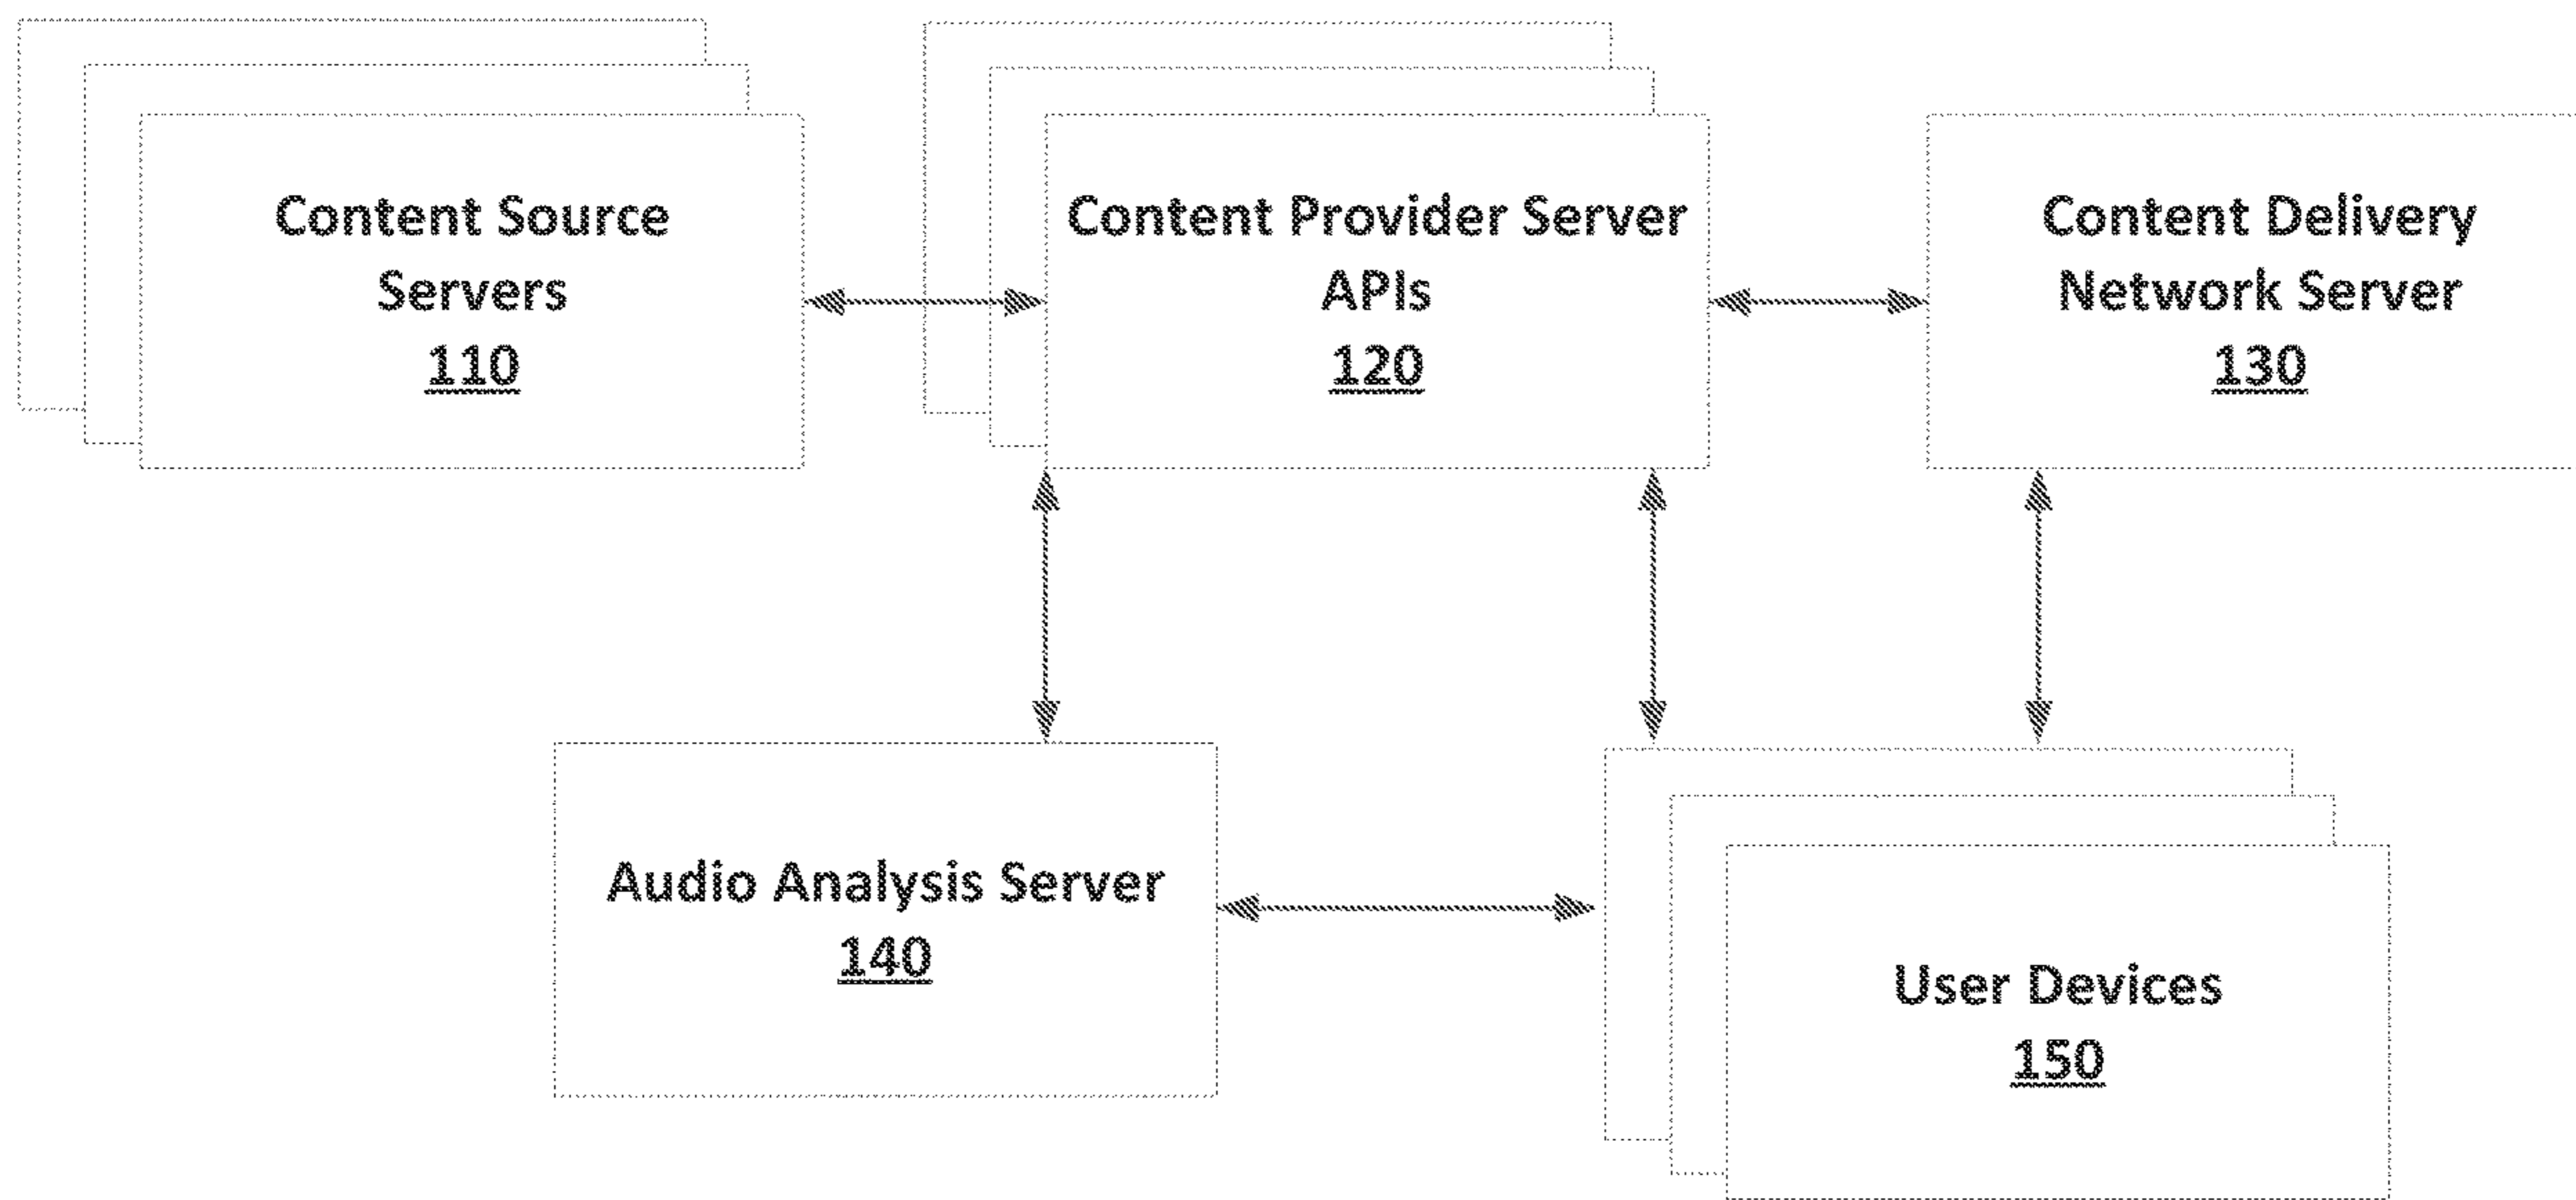 Content Source
Servers
110
Content Provider Server
APIs
120
Content Delivery
Network Server
130
Audio Analysis Server
140
User Devices
150